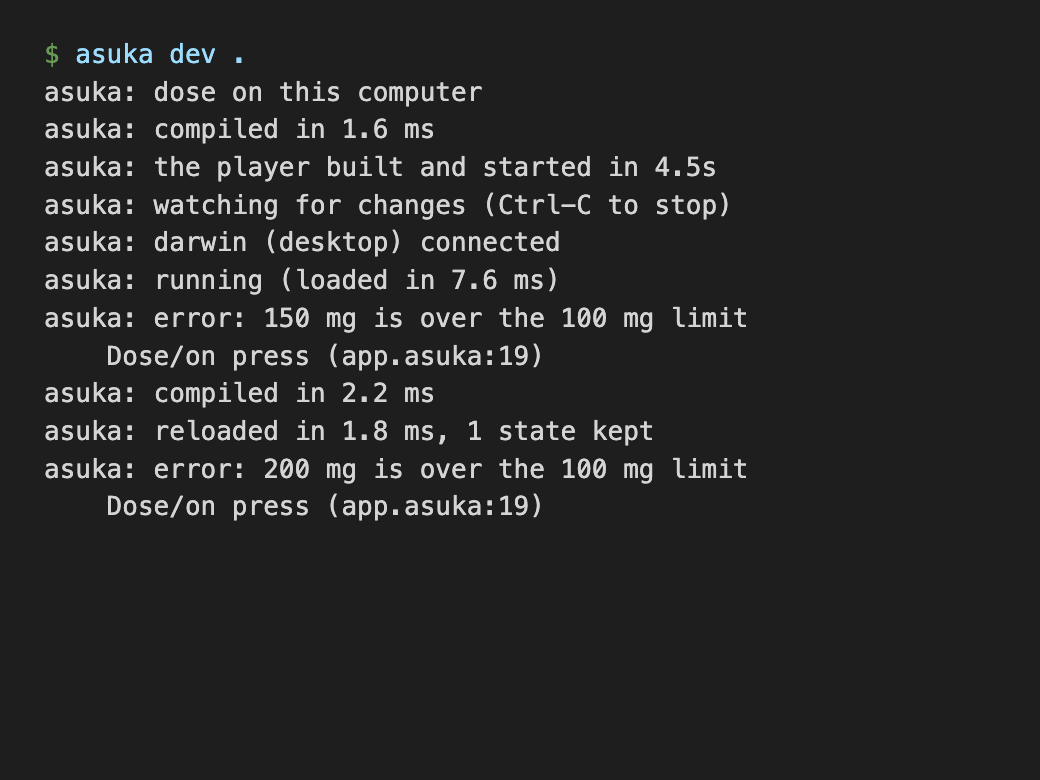 $ asuka dev .
asuka: dose on this computer
asuka: compiled in 1.6 ms
asuka: the player built and started in 4.5s
asuka: watching for changes (Ctrl-C to stop)
asuka: darwin (desktop) connected
asuka: running (loaded in 7.6 ms)
asuka: error: 150 mg is over the 100 mg limit
    Dose/on press (app.asuka:19)
asuka: compiled in 2.2 ms
asuka: reloaded in 1.8 ms, 1 state kept
asuka: error: 200 mg is over the 100 mg limit
    Dose/on press (app.asuka:19)